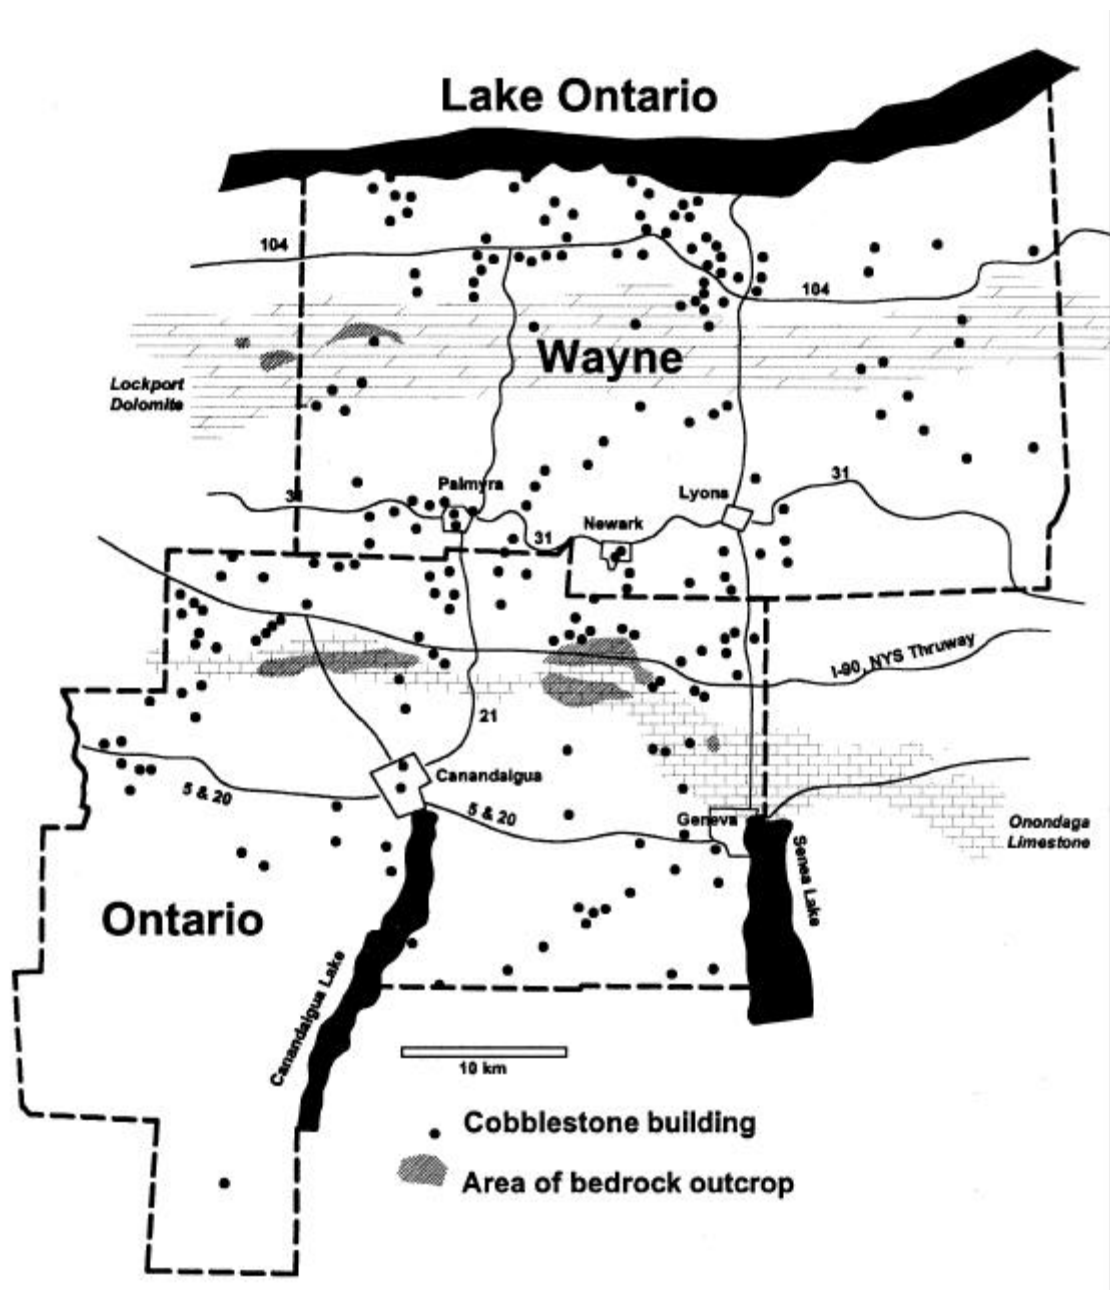 Lake Ontario
104
104
Wayne
Lockport
Dolomite
Palmyra
Lyons
31
31
Newark
31
I-90, NYS Thruway
21
Canandaigua
5 & 20
5 & 20
Geneva
Onondaga
Limestone
Senea Lake
Ontario
Canandaigua Lake
10 km
Cobblestone building
Area of bedrock outcrop